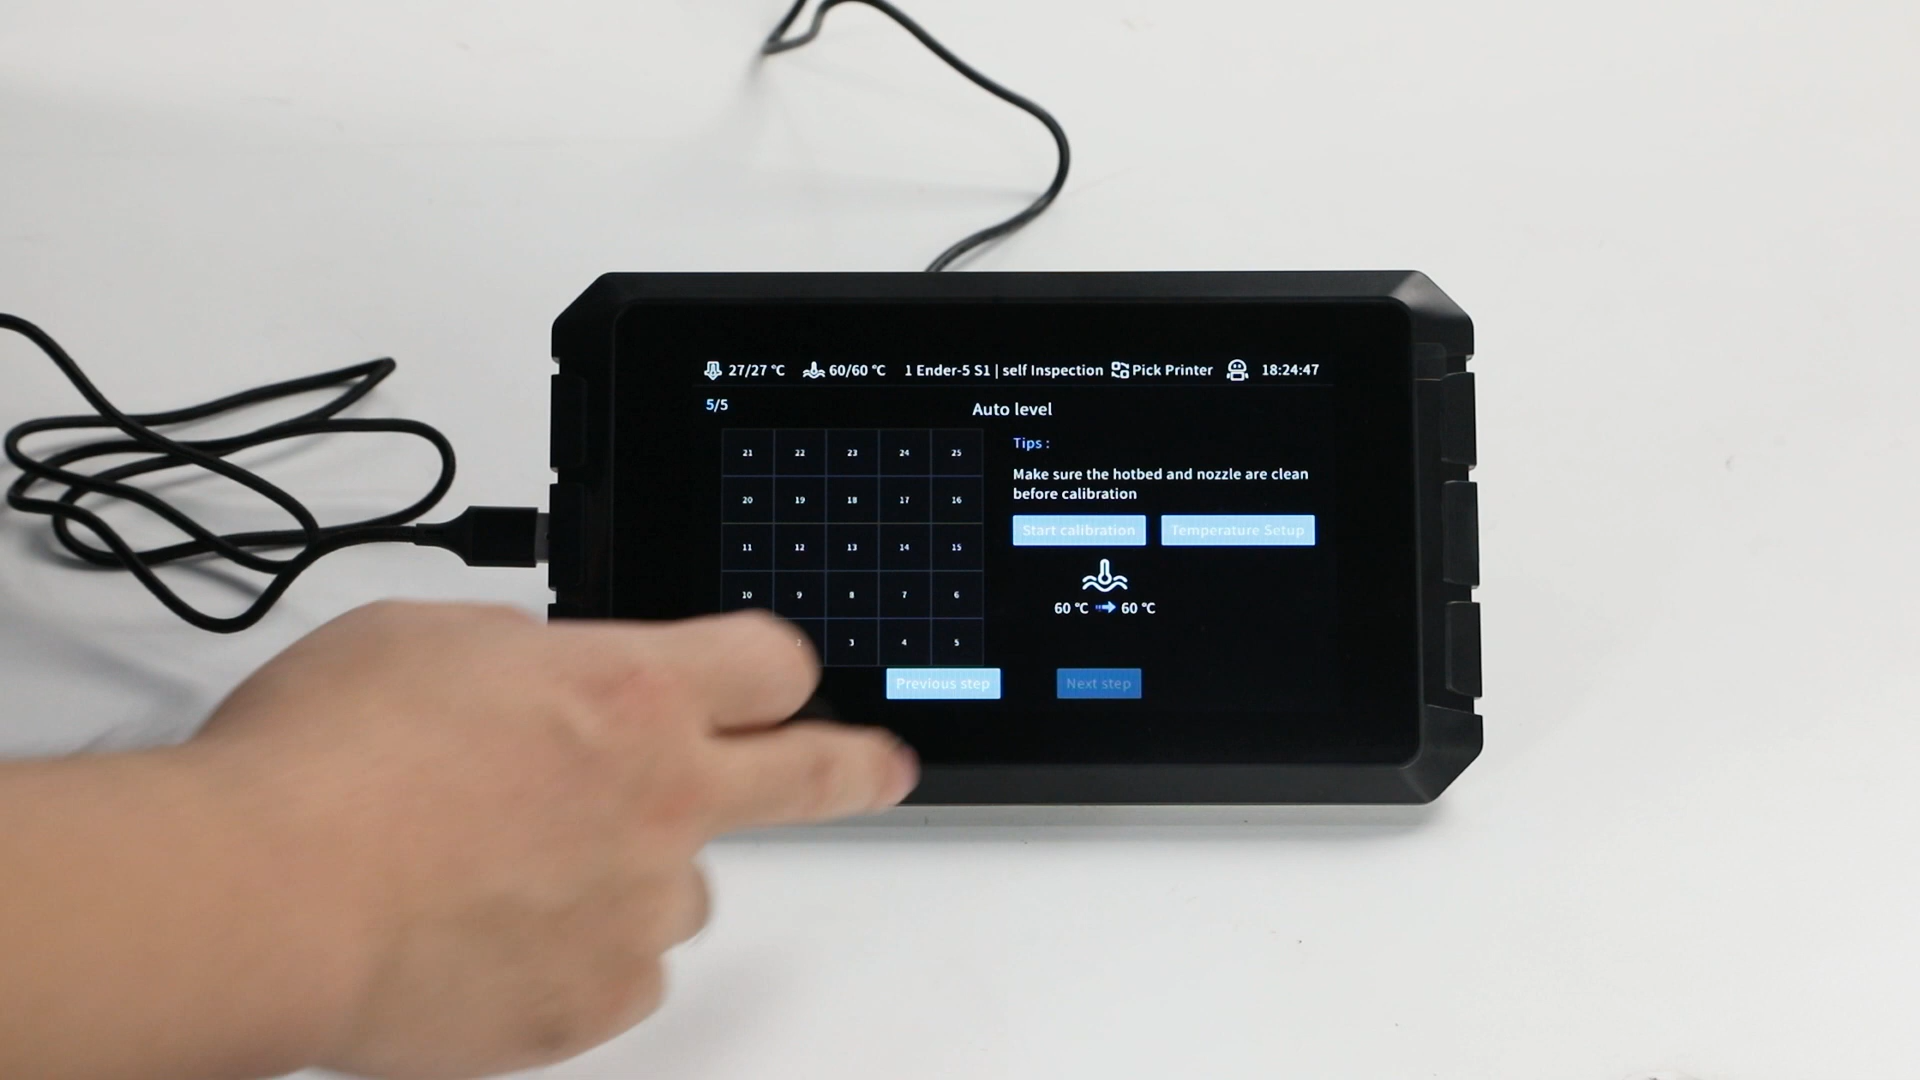 27/27 ℃ 60/60 ℃ 1 Ender-5 S1 | self Inspection Pick Printer 18:24:47
5/5
Auto level
21 22 23 24 25
20 19 18 17 16
11 12 13 14 15
10 9 8 7 6
2 3 4 5
Tips :
Make sure the hotbed and nozzle are clean
before calibration
Start calibration Temperature Setup
60 ℃ 60 ℃
Previous step Next step